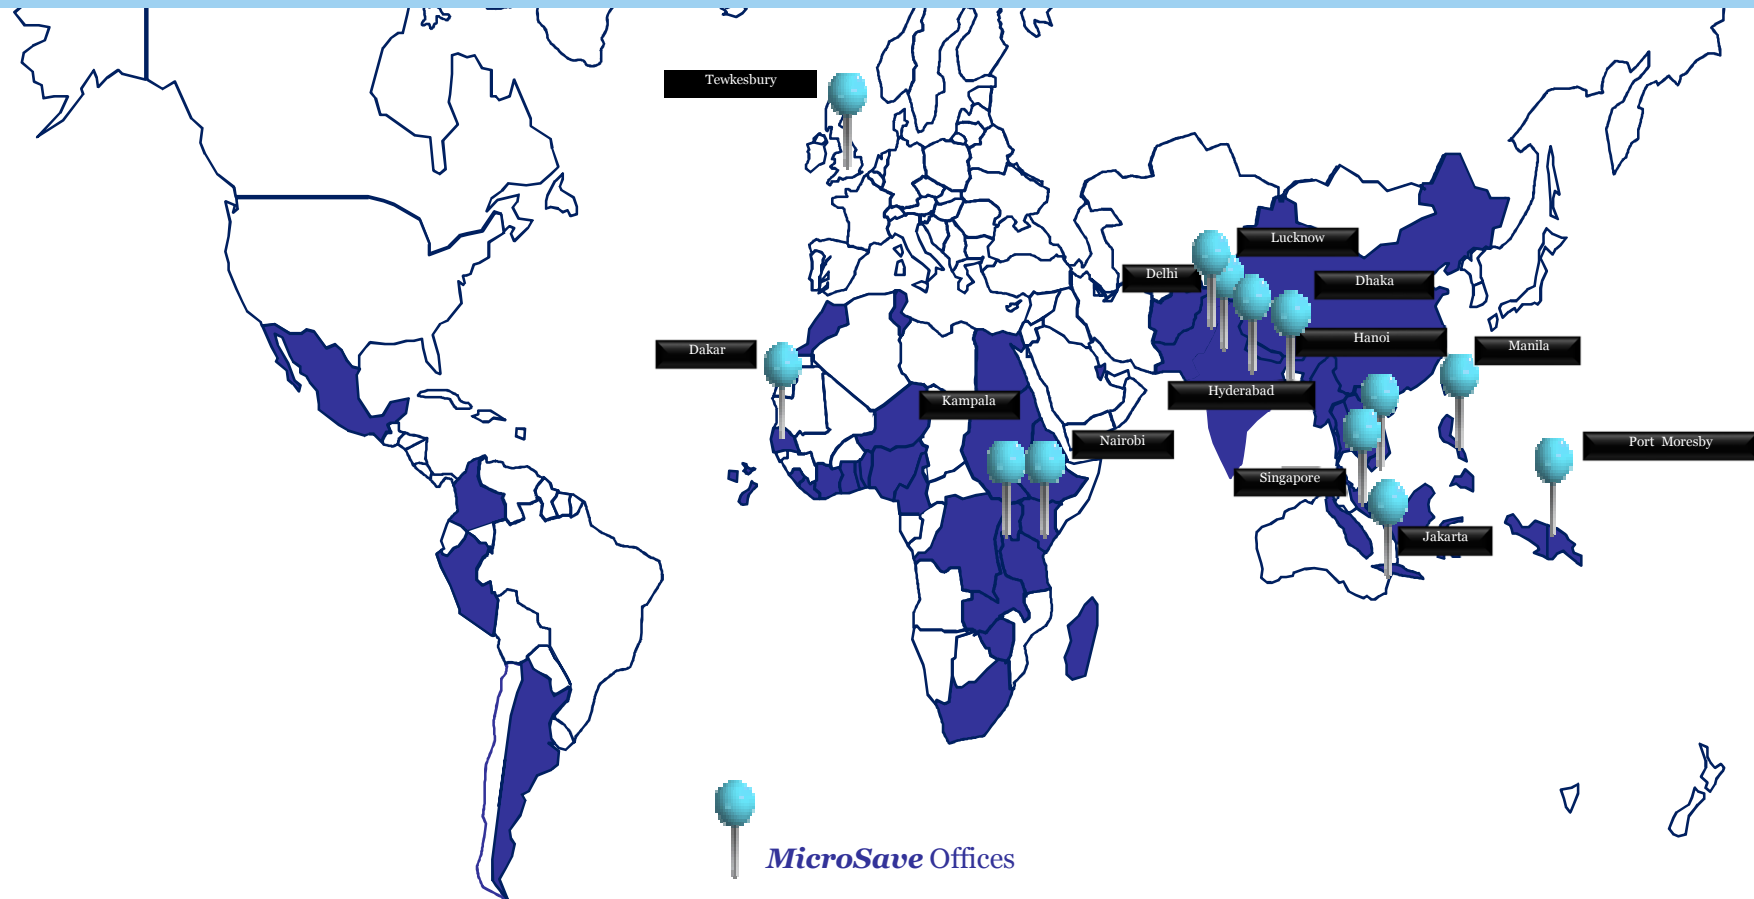 Tewkesbury
Lucknow
Delhi
Dhaka
Hanoi
Manila
Dakar
Hyderabad
Kampala
Nairobi
Port Moresby
Singapore
Jakarta
MicroSave Offices